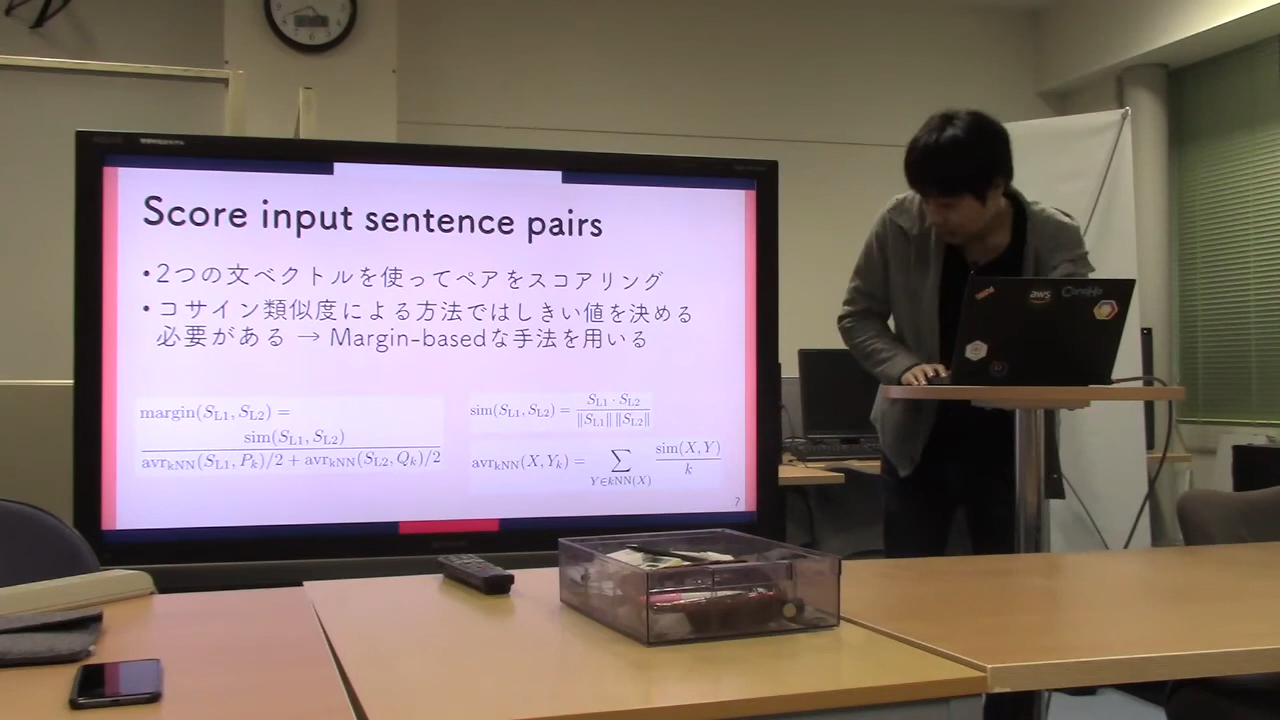 Score input sentence pairs
•2つの文ベクトルを使ってペアをスコアリング
•コサイン類似度による方法ではしきい値を決める
必要がある → Margin-basedな手法を用いる
margin(S_L1, S_L2) =
sim(S_L1, S_L2)
avr_kNN(S_L1, P_k)/2 + avr_kNN(S_L2, Q_k)/2
sim(S_L1, S_L2) = S_L1 · S_L2 / ‖S_L1‖ ‖S_L2‖
avr_kNN(X, Y_k) = ∑_{Y∈kNN(X)} sim(X, Y) / k
7
aws